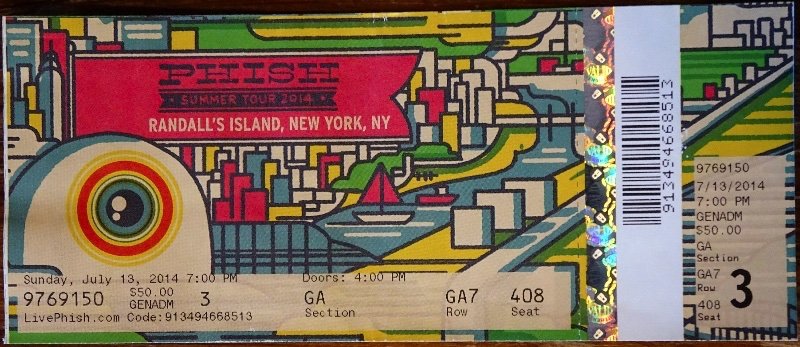 PHISH
SUMMER TOUR 2014
RANDALL'S ISLAND, NEW YORK, NY
Sunday, July 13, 2014 7:00 PM Doors: 4:00 PM
9769150 $50.00 GENADM 3 GA Section GA7 Row 408 Seat
LivePhish.com Code:913494668513
913494668513
9769150
7/13/2014
7:00 PM
GENADM
$50.00
GA
Section
GA7
Row
408
Seat
3